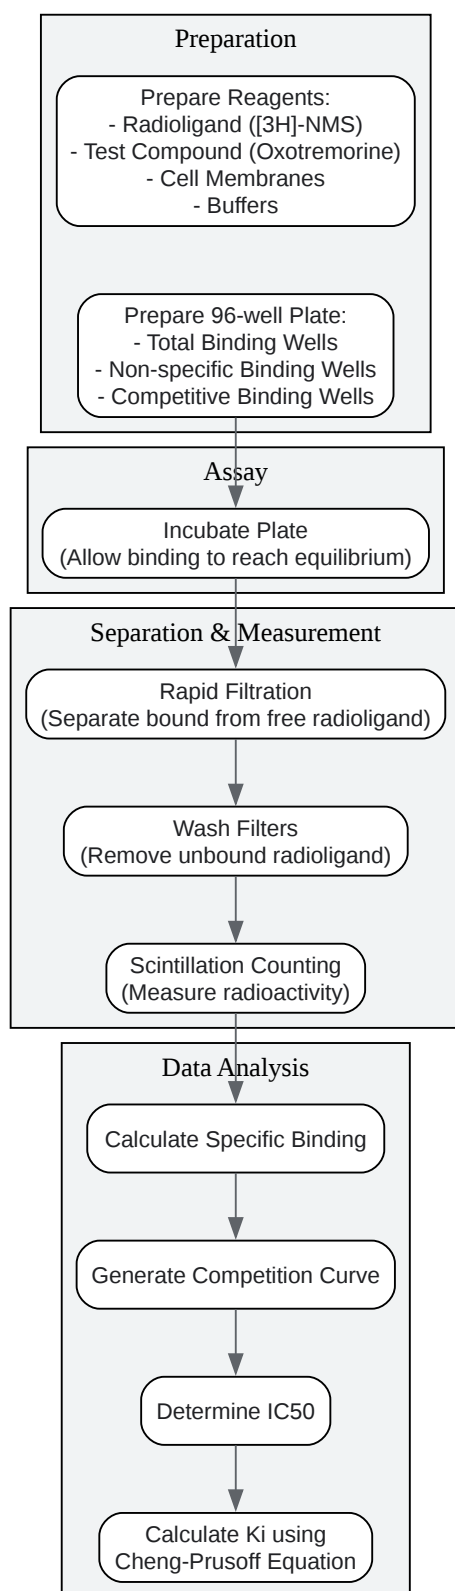 Preparation
Prepare Reagents:
- Radioligand ([3H]-NMS)
- Test Compound (Oxotremorine)
- Cell Membranes
- Buffers
Prepare 96-well Plate:
- Total Binding Wells
- Non-specific Binding Wells
- Competitive Binding Wells
Assay
Incubate Plate
(Allow binding to reach equilibrium)
Separation & Measurement
Rapid Filtration
(Separate bound from free radioligand)
Wash Filters
(Remove unbound radioligand)
Scintillation Counting
(Measure radioactivity)
Data Analysis
Calculate Specific Binding
Generate Competition Curve
Determine IC50
Calculate Ki using
Cheng-Prusoff Equation